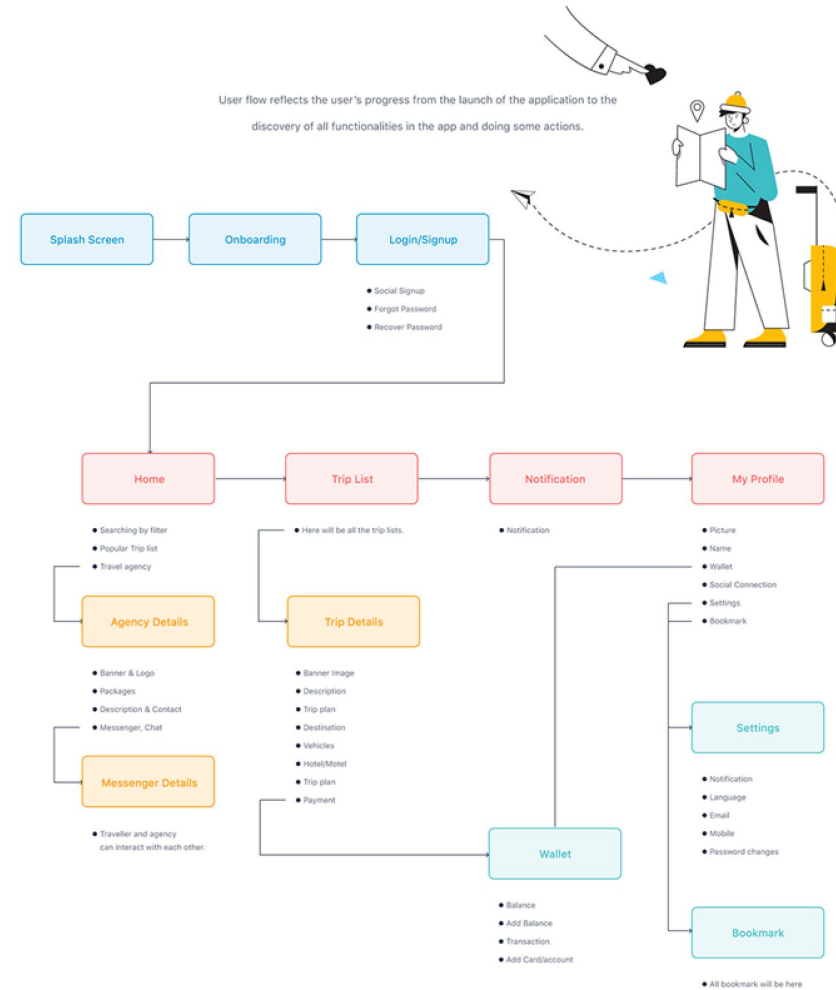 User flow reflects the user's progress from the launch of the application to the
discovery of all functionalities in the app and doing some actions.
Splash Screen
Onboarding
Login/Signup
Social Signup
Forgot Password
Recover Password
Home
Trip List
Notification
My Profile
Searching by filter
Popular Trip list
Travel agency
Here will be all the trip lists.
Notification
Picture
Name
Wallet
Social Connection
Settings
Bookmark
Agency Details
Banner & Logo
Packages
Description & Contact
Messenger, Chat
Messenger Details
Traveller and agency
can interact with each other.
Trip Details
Banner Image
Description
Trip plan
Destination
Vehicles
Hotel/Motel
Trip plan
Payment
Wallet
Balance
Add Balance
Transaction
Add Card/account
Settings
Notification
Language
Email
Mobile
Password changes
Bookmark
All bookmark will be here